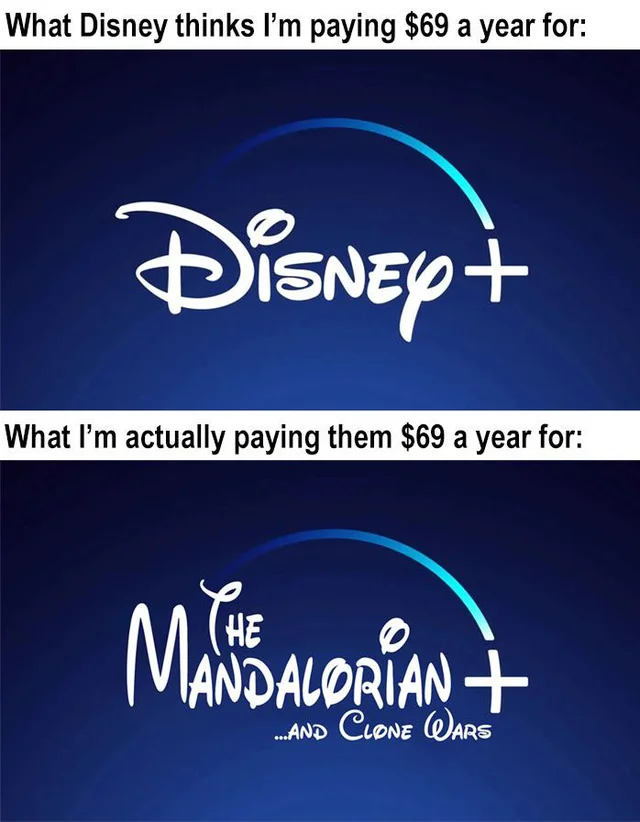 What Disney thinks I'm paying $69 a year for:
Disney+
What I'm actually paying them $69 a year for:
The
Mandalorian+
...and Clone Wars